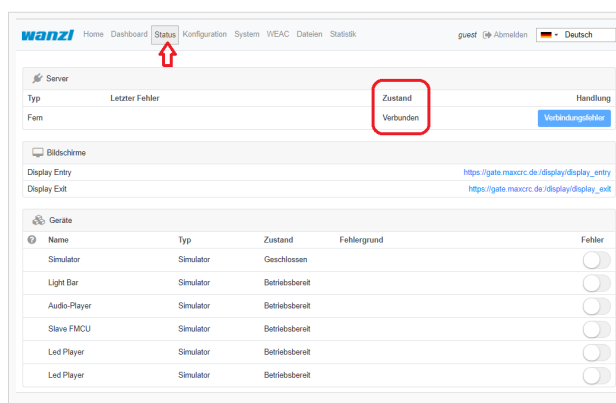 wanzl Home Dashboard Status Konfiguration System WEAC Dateien Statistik guest Abmelden Deutsch
Server
Typ Letzter Fehler Zustand Handlung
Fern Verbunden Verbindungsfehler
Bildschirme
Display Entry https://gate.maxcrc.de:/display/display_entry
Display Exit https://gate.maxcrc.de:/display/display_exit
Geräte
? Name Typ Zustand Fehlergrund Fehler
Simulator Simulator Geschlossen
Light Bar Simulator Betriebsbereit
Audio-Player Simulator Betriebsbereit
Slave FMCU Simulator Betriebsbereit
Led Player Simulator Betriebsbereit
Led Player Simulator Betriebsbereit